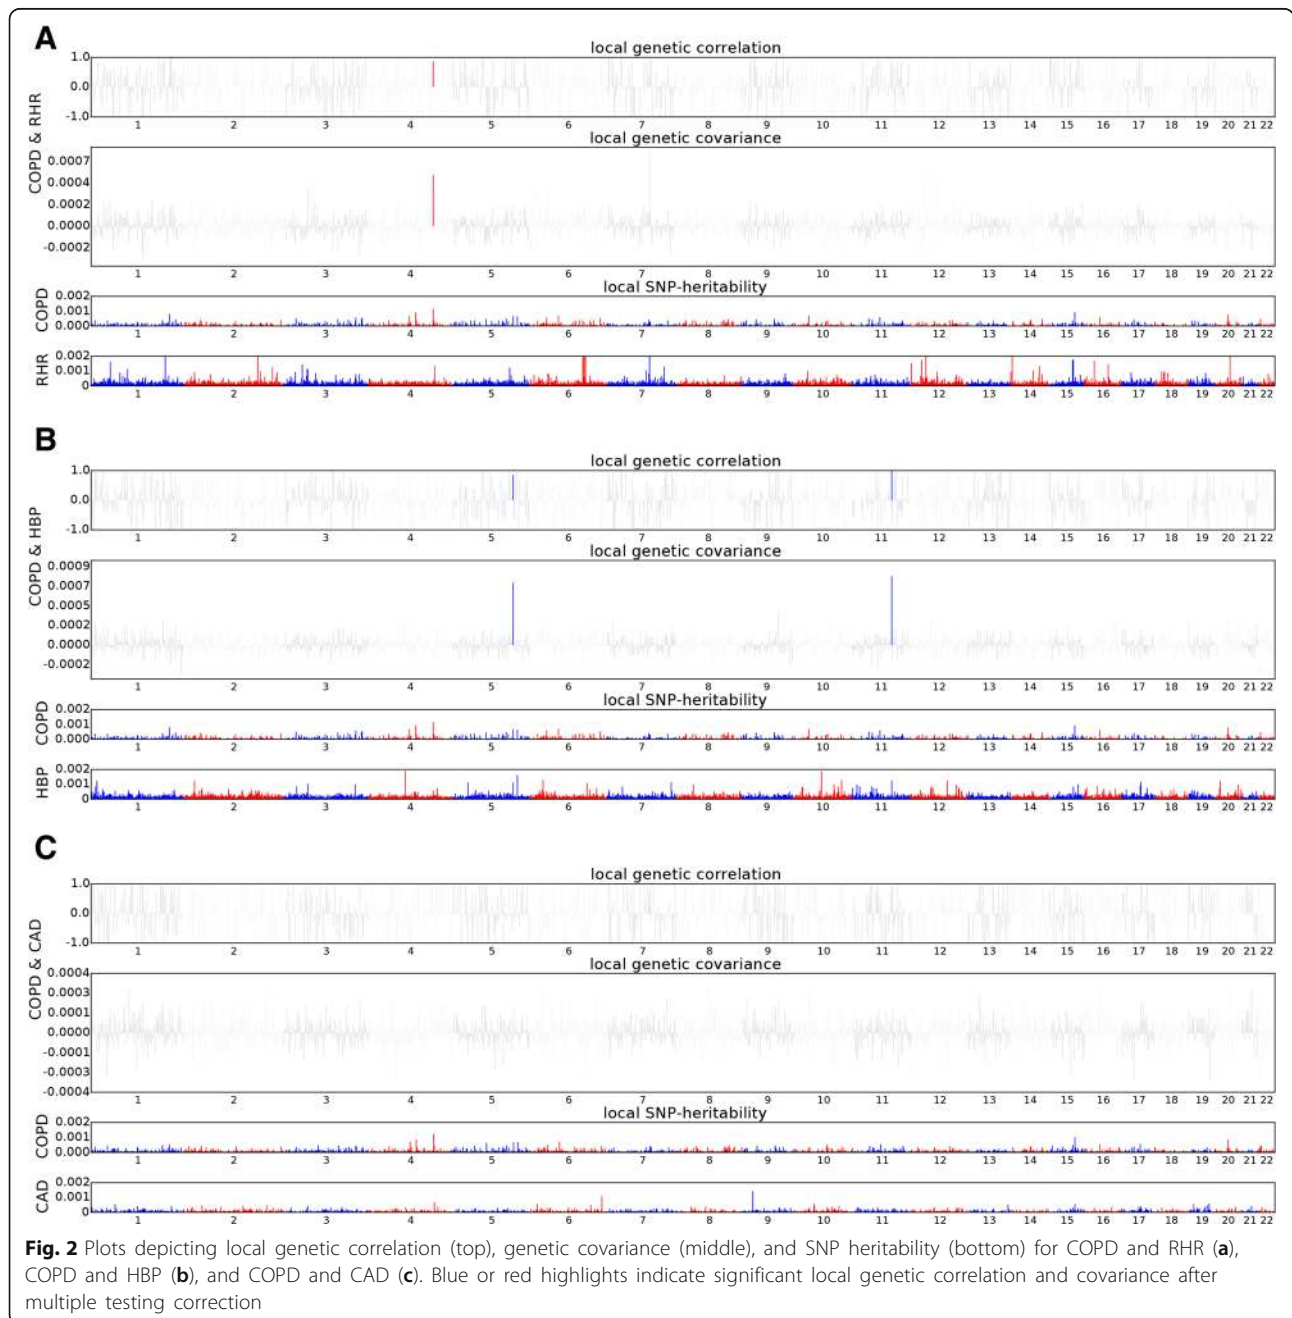 A
local genetic correlation
COPD & RHR
1.0
0.0
-1.0
1 2 3 4 5 6 7 8 9 10 11 12 13 14 15 16 17 18 19 20 21 22
local genetic covariance
0.0007
0.0004
0.0002
0.0000
-0.0002
1 2 3 4 5 6 7 8 9 10 11 12 13 14 15 16 17 18 19 20 21 22
local SNP-heritability
COPD
0.002
0.001
0.000
1 2 3 4 5 6 7 8 9 10 11 12 13 14 15 16 17 18 19 20 21 22
RHR
0.002
0.001
0
1 2 3 4 5 6 7 8 9 10 11 12 13 14 15 16 17 18 19 20 21 22
B
local genetic correlation
COPD & HBP
1.0
0.0
-1.0
1 2 3 4 5 6 7 8 9 10 11 12 13 14 15 16 17 18 19 20 21 22
local genetic covariance
0.0009
0.0007
0.0005
0.0002
0.0000
-0.0002
1 2 3 4 5 6 7 8 9 10 11 12 13 14 15 16 17 18 19 20 21 22
local SNP-heritability
COPD
0.002
0.001
0.000
1 2 3 4 5 6 7 8 9 10 11 12 13 14 15 16 17 18 19 20 21 22
HBP
0.002
0.001
0
1 2 3 4 5 6 7 8 9 10 11 12 13 14 15 16 17 18 19 20 21 22
C
local genetic correlation
COPD & CAD
1.0
0.0
-1.0
1 2 3 4 5 6 7 8 9 10 11 12 13 14 15 16 17 18 19 20 21 22
local genetic covariance
0.0004
0.0003
0.0001
0.0000
-0.0001
-0.0003
-0.0004
1 2 3 4 5 6 7 8 9 10 11 12 13 14 15 16 17 18 19 20 21 22
local SNP-heritability
COPD
0.002
0.001
0.000
1 2 3 4 5 6 7 8 9 10 11 12 13 14 15 16 17 18 19 20 21 22
CAD
0.002
0.001
0
1 2 3 4 5 6 7 8 9 10 11 12 13 14 15 16 17 18 19 20 21 22
Fig. 2 Plots depicting local genetic correlation (top), genetic covariance (middle), and SNP heritability (bottom) for COPD and RHR (a),
COPD and HBP (b), and COPD and CAD (c). Blue or red highlights indicate significant local genetic correlation and covariance after
multiple testing correction